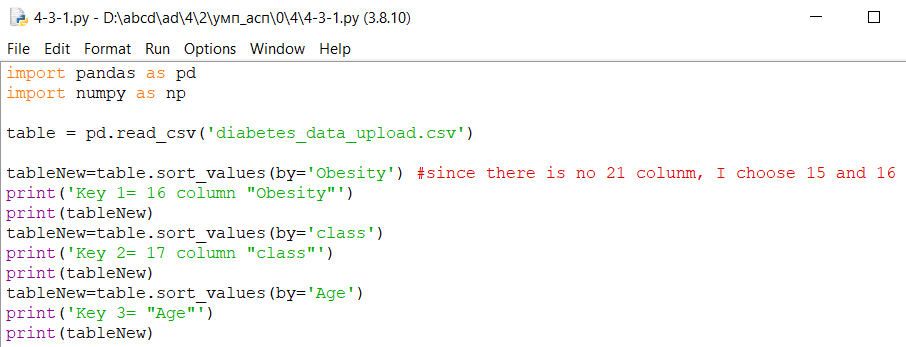 4-3-1.py - D:\abcd\ad\4\2\умп_асп\0\4\4-3-1.py (3.8.10)
File Edit Format Run Options Window Help
import pandas as pd
import numpy as np
table = pd.read_csv('diabetes_data_upload.csv')
tableNew=table.sort_values(by='Obesity') #since there is no 21 colunm, I choose 15 and 16
print('Key 1= 16 column "Obesity"')
print(tableNew)
tableNew=table.sort_values(by='class')
print('Key 2= 17 column "class"')
print(tableNew)
tableNew=table.sort_values(by='Age')
print('Key 3= "Age"')
print(tableNew)